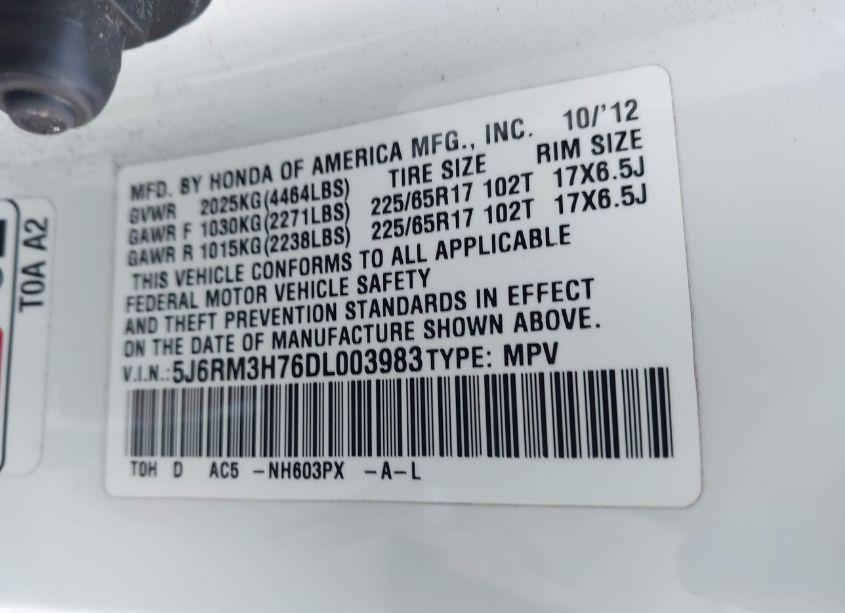 MFD. BY HONDA OF AMERICA MFG., INC. 10/'12
GVWR 2025KG(4464LBS) TIRE SIZE RIM SIZE
GAWR F 1030KG(2271LBS) 225/65R17 102T 17X6.5J
GAWR R 1015KG(2238LBS) 225/65R17 102T 17X6.5J
THIS VEHICLE CONFORMS TO ALL APPLICABLE
FEDERAL MOTOR VEHICLE SAFETY
AND THEFT PREVENTION STANDARDS IN EFFECT
ON THE DATE OF MANUFACTURE SHOWN ABOVE.
V.I.N.:5J6RM3H76DL003983 TYPE: MPV
TOH D AC5 -NH603PX -A-L
TOA A2